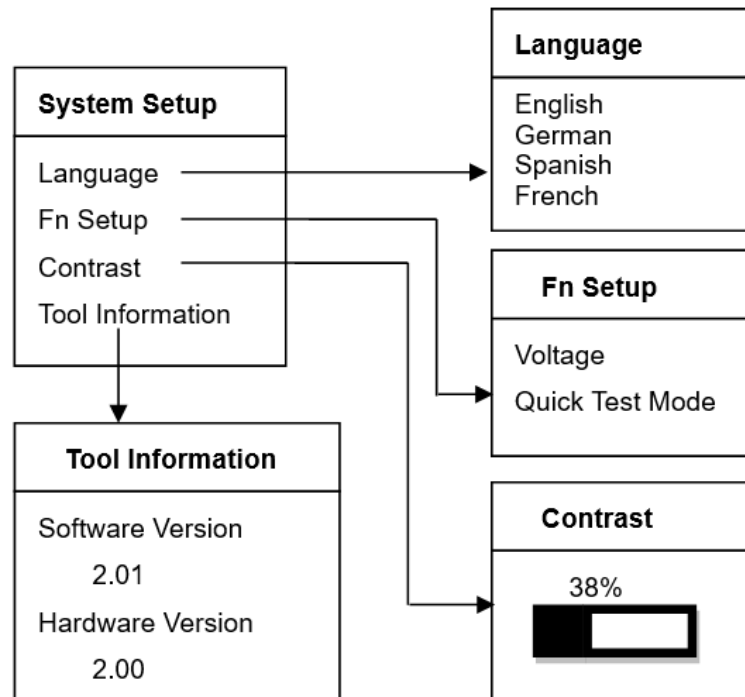 System Setup
Language
Fn Setup
Contrast
Tool Information
Language
English
German
Spanish
French
Fn Setup
Voltage
Quick Test Mode
Tool Information
Software Version
2.01
Hardware Version
2.00
Contrast
38%